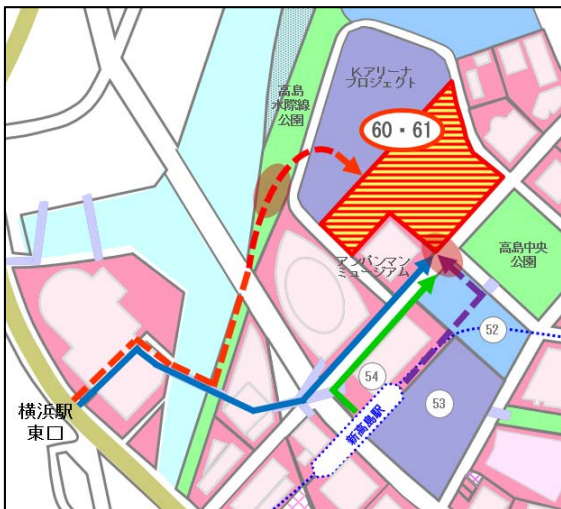 Kアリーナ
プロジェクト
高島
水際線
公園
60・61
高島中央
公園
アンパンマン
ミュージアム
52
54
53
新高島駅
横浜駅
東口